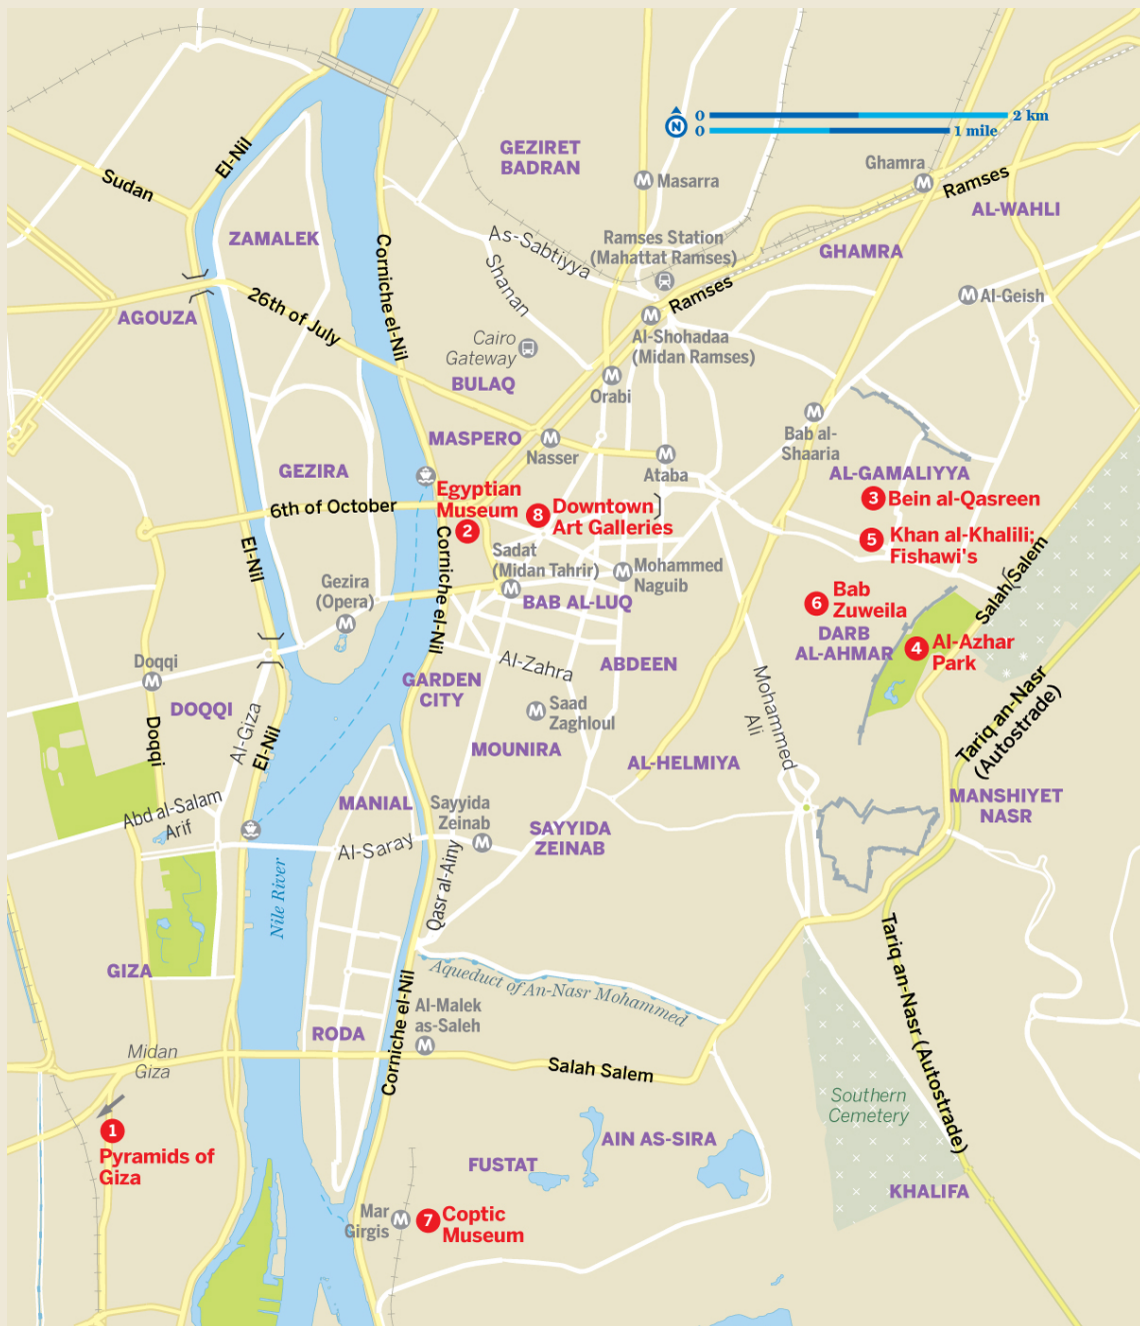 0
2 km
N
0
1 mile
GEZIRET
BADRAN
El-Nil
Sudan
M
Masarra
Ghamra
M
Ramses
AL-WAHLI
ZAMALEK
Corniche el-Nil
As-Sabtiyya
Shanan
Ramses Station
(Mahattat Ramses)
GHAMRA
Ramses
M
Al-Geish
AGOUZA
26th of July
M
Al-Shohadaa
(Midan Ramses)
Cairo
Gateway
BULAQ
M
Orabi
M
Bab al-
Shaaria
MASPERO
M
Nasser
M
Ataba
GEZIRA
AL-GAMALIYYA
3 Bein al-Qasreen
Egyptian
Museum
2
8
Downtown
Art Galleries
6th of October
5
Khan al-Khalili;
Fishawi's
El-Nil
Corniche el-Nil
Sadat
(Midan Tahrir)
M
M
Mohammed
Naguib
Salah Salem
Gezira
(Opera)
M
BAB AL-LUQ
6
Bab
Zuweila
DARB
AL-AHMAR
4
Al-Azhar
Park
Doqqi
M
Al-Zahra
ABDEEN
GARDEN
CITY
Mohammed
Ali
Tariq an-Nasr
(Autostrade)
DOQQI
Doqqi
Al-Giza
El-Nil
M
Saad
Zaghloul
MOUNIRA
AL-HELMIYA
MANSHIYET
NASR
Abd al-Salam
Arif
MANIAL
Sayyida
Zeinab
M
SAYYIDA
ZEINAB
Al-Saray
Qasr al-Ainy
Nile River
Tariq an-Nasr (Autostrade)
GIZA
Aqueduct of An-Nasr Mohammed
Corniche el-Nil
Al-Malek
as-Saleh
M
RODA
Midan
Giza
Salah Salem
Southern
Cemetery
1
Pyramids of
Giza
AIN AS-SIRA
FUSTAT
KHALIFA
Mar
Girgis
M
7
Coptic
Museum